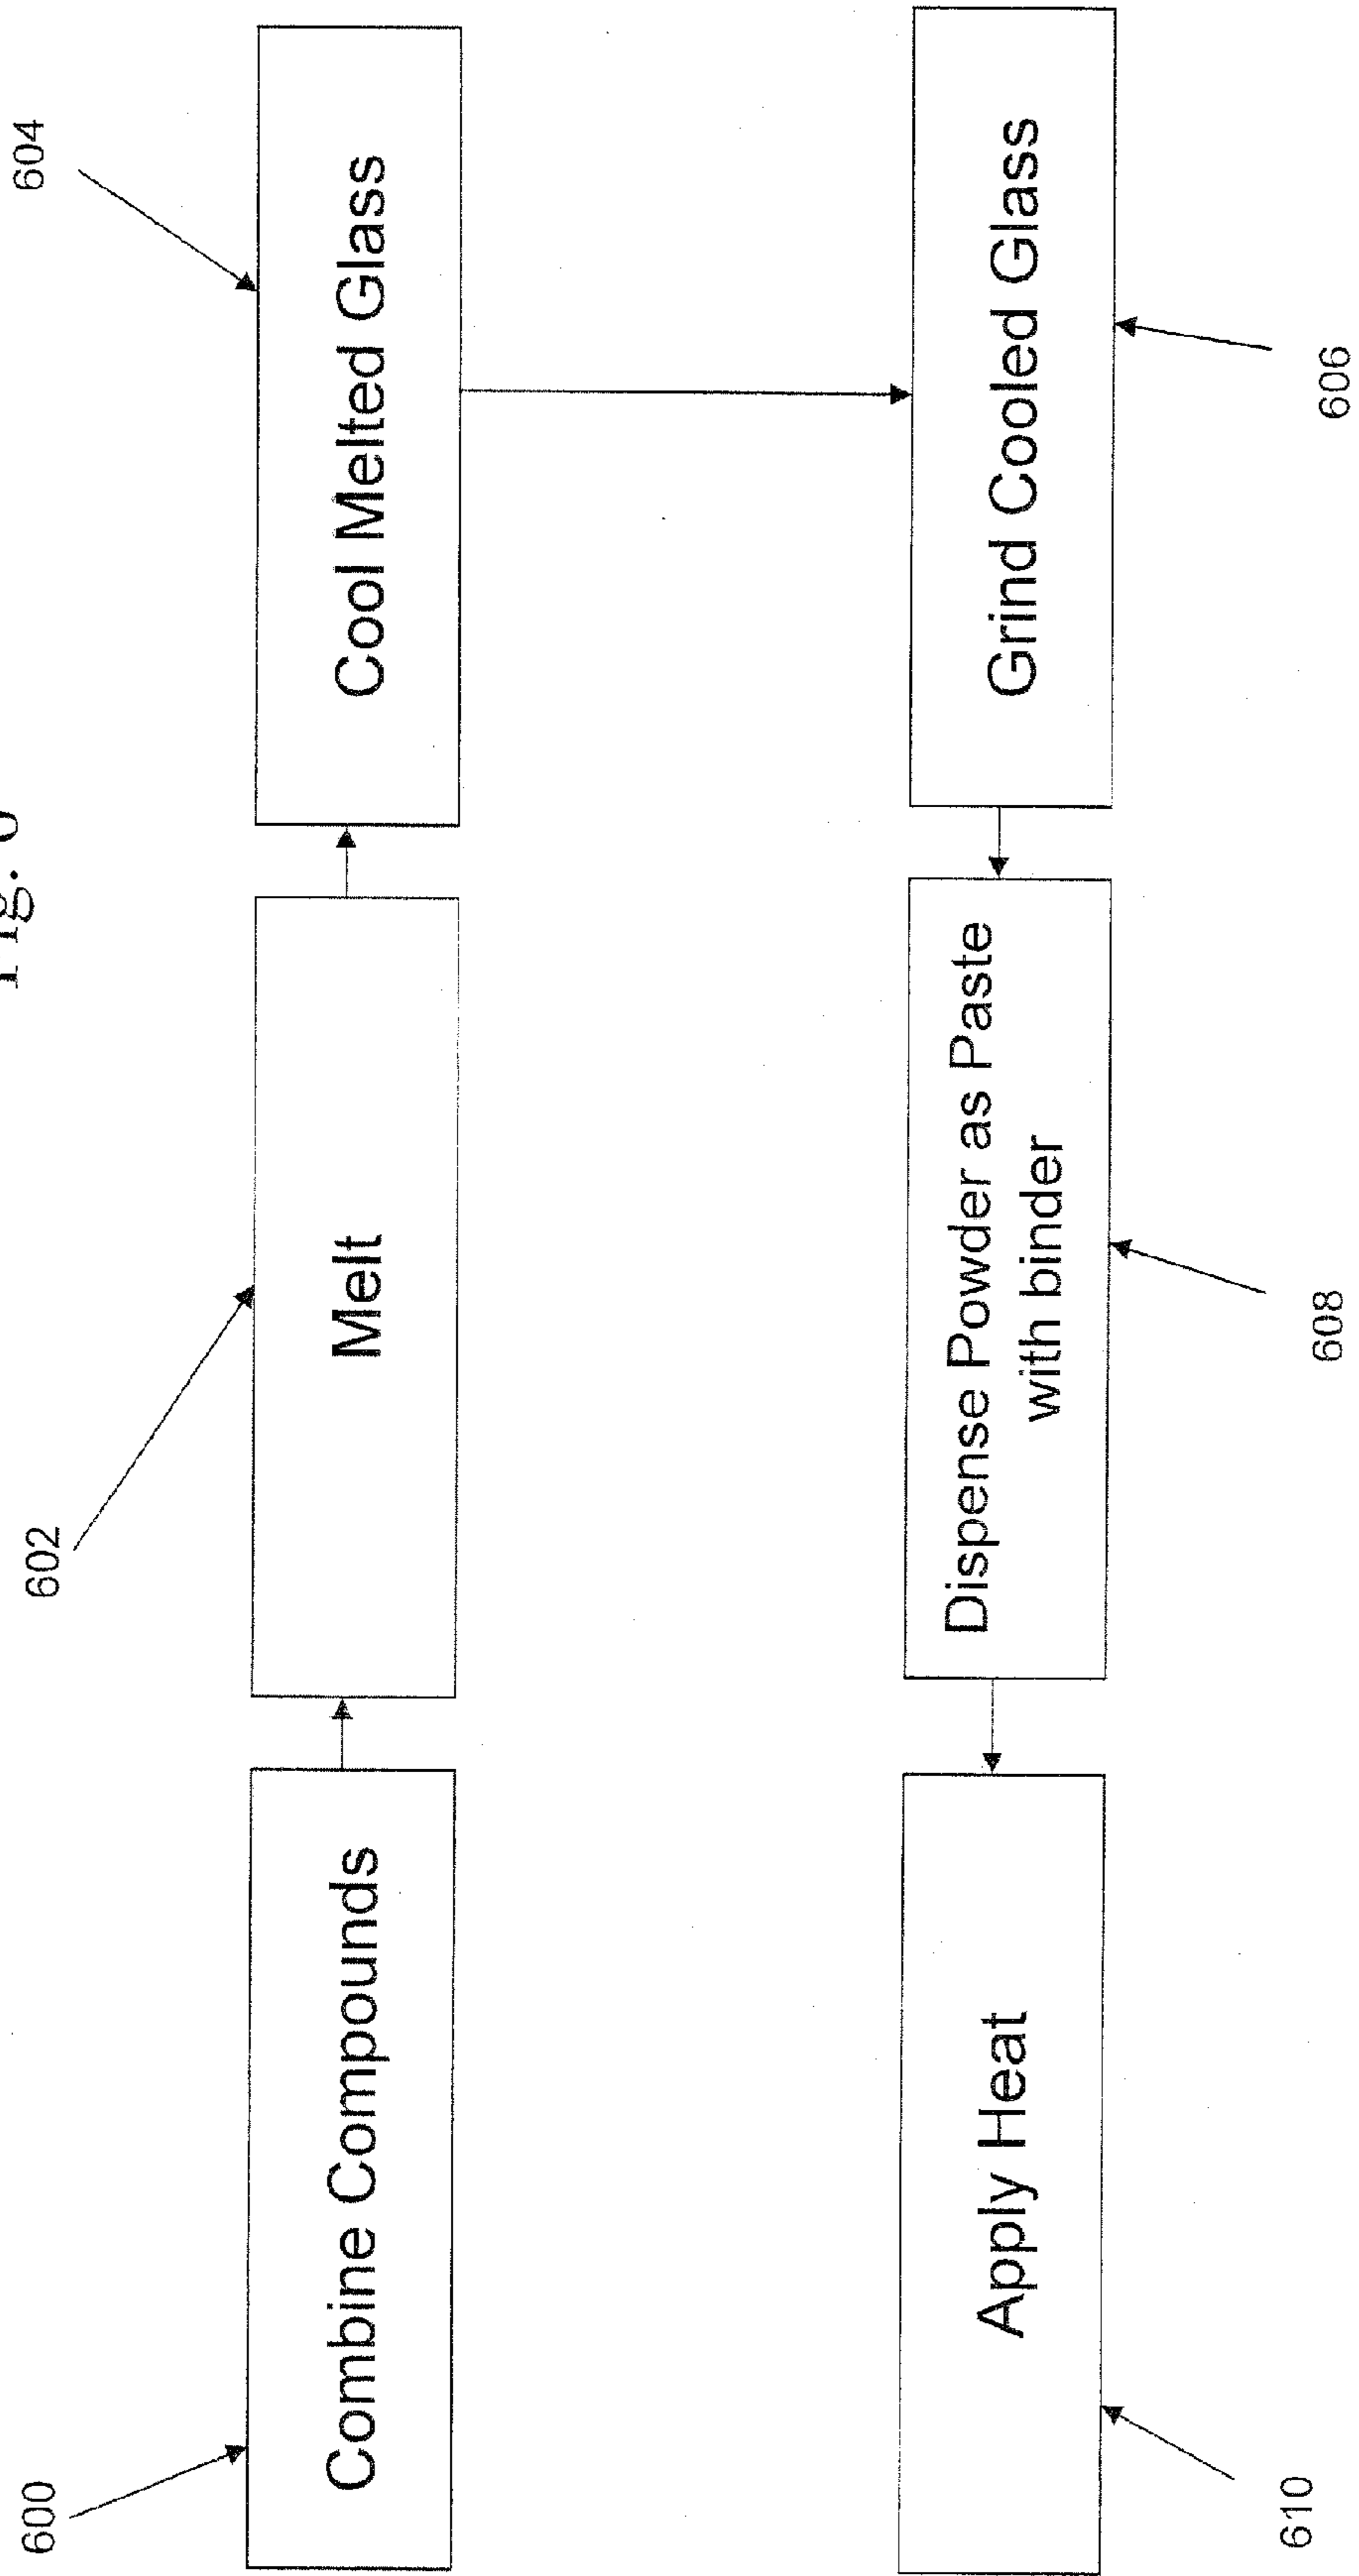 Fig. 6
600
602
604
Combine Compounds
Melt
Cool Melted Glass
Apply Heat
Dispense Powder as Paste
with binder
Grind Cooled Glass
610
608
606